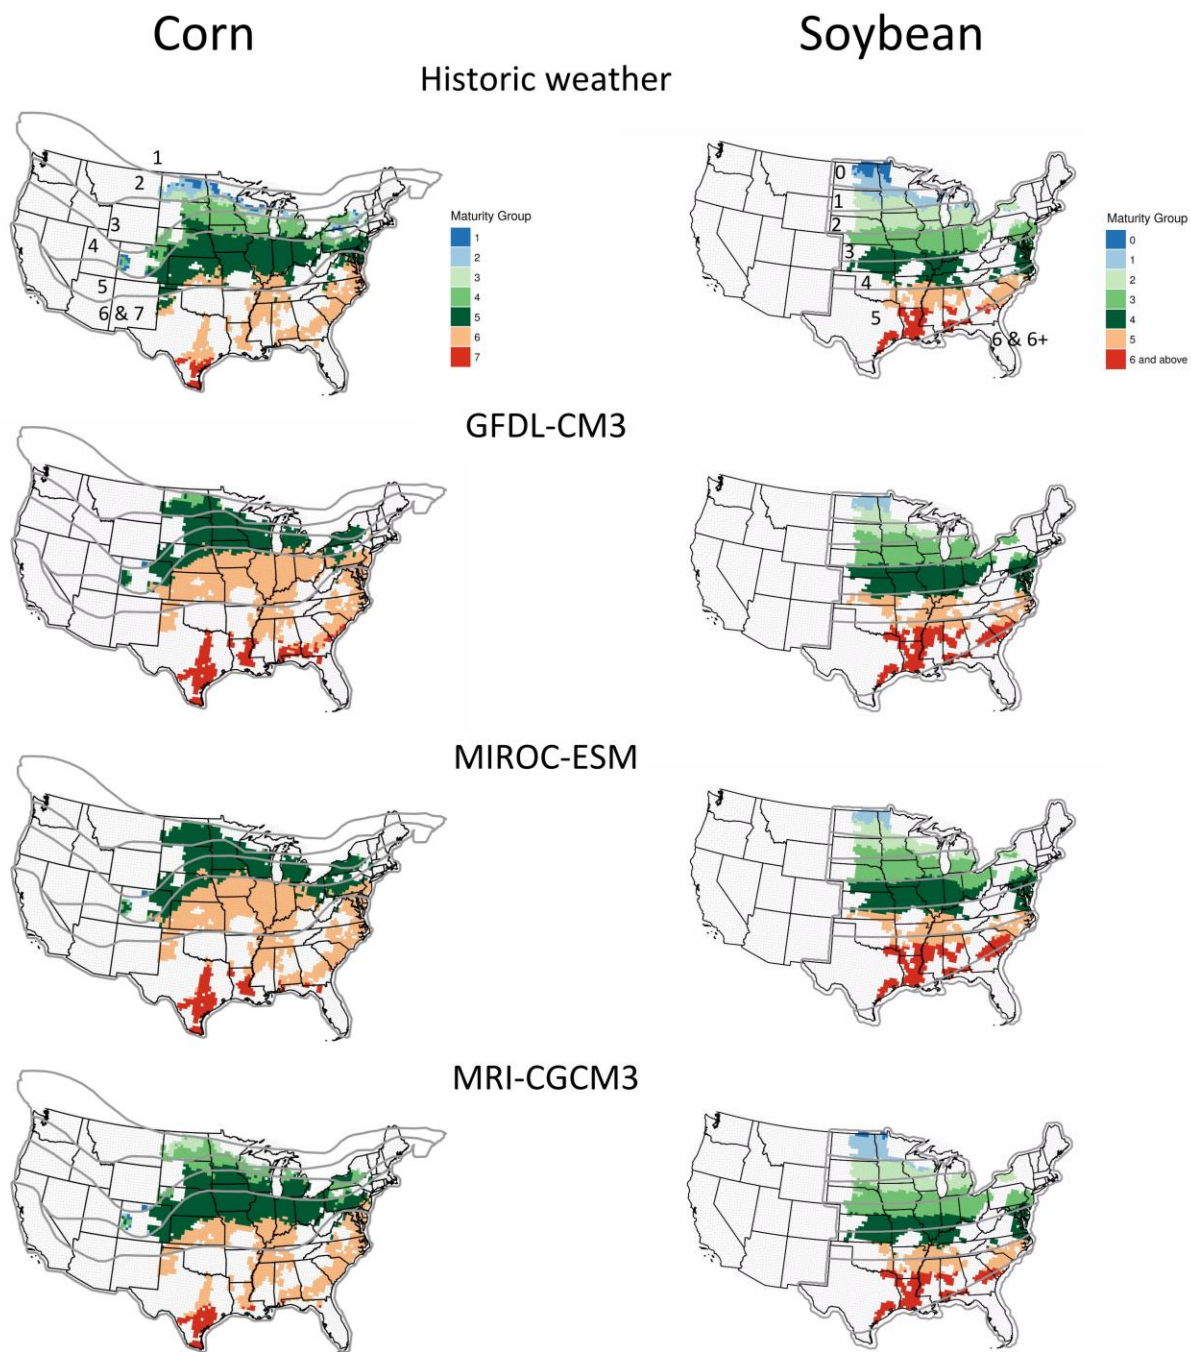 Corn
Soybean
Historic weather
1
2
3
4
5
6 & 7
Maturity Group
1
2
3
4
5
6
7
0
1
2
3
4
5
6 & 6+
Maturity Group
0
1
2
3
4
5
6 and above
GFDL-CM3
MIROC-ESM
MRI-CGCM3